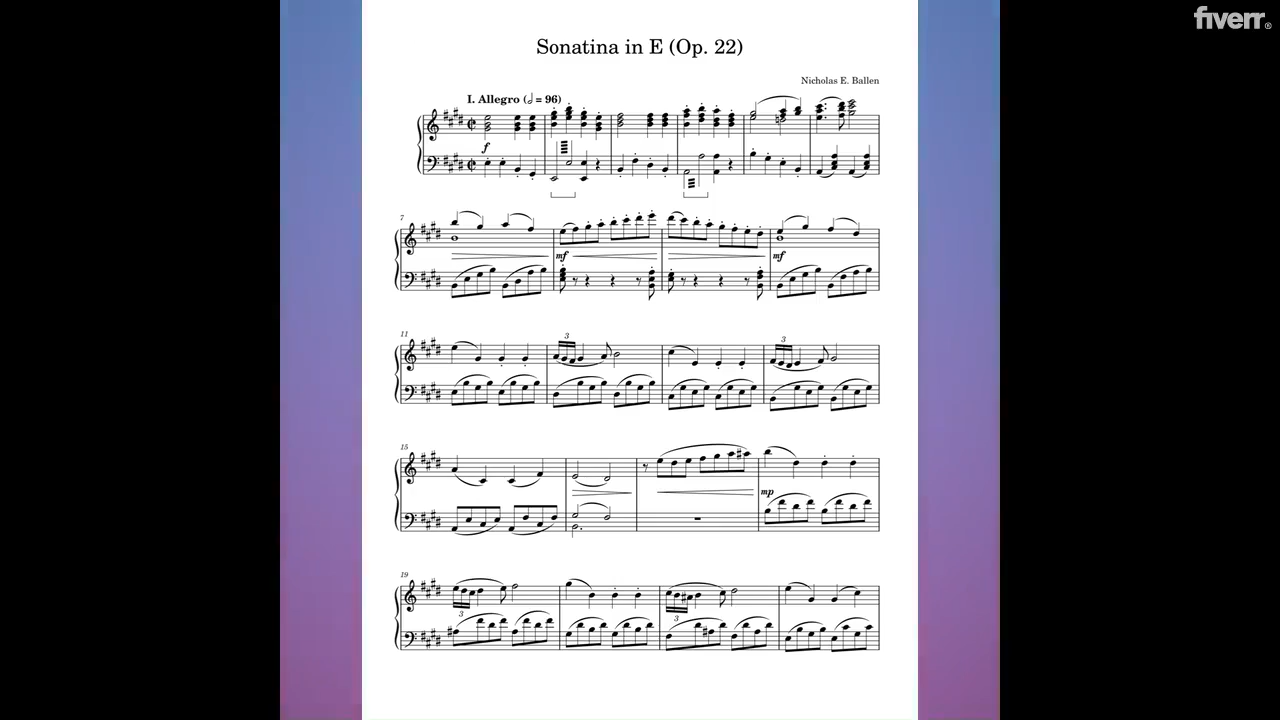 fiverr.
Sonatina in E (Op. 22)
Nicholas E. Ballen
I. Allegro (𝅗𝅥 = 96)
f
7
mf
mf
11
3
3
15
mp
19
3
3